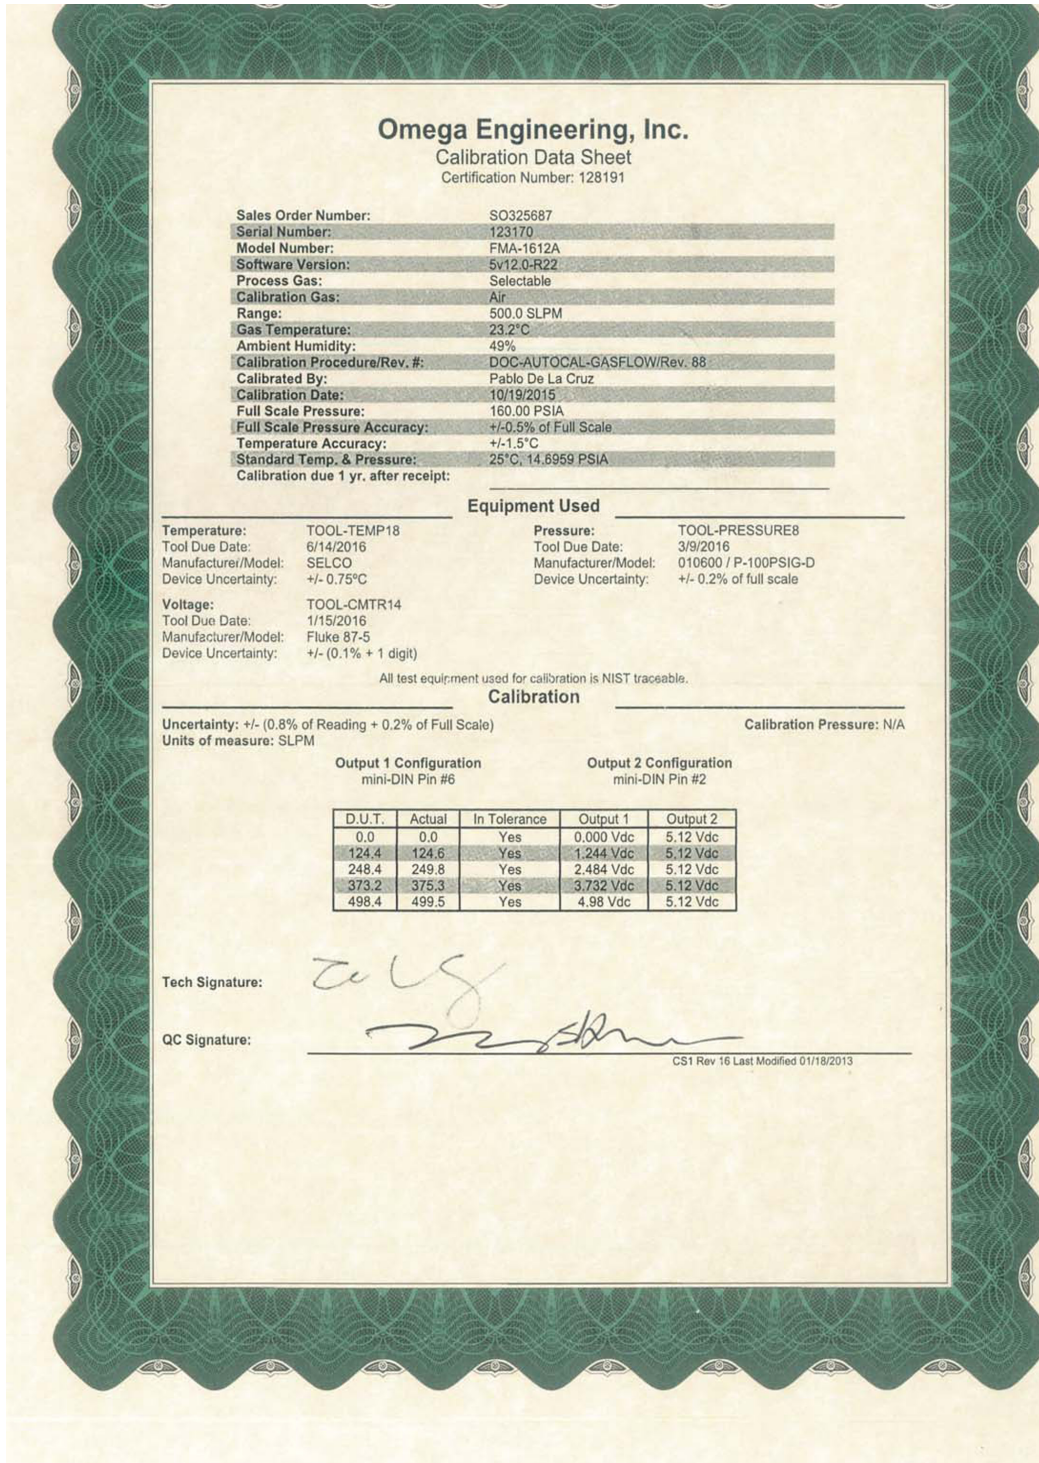 Omega Engineering, Inc.
Calibration Data Sheet
Certification Number: 128191
Sales Order Number: SO325687
Serial Number: 123170
Model Number: FMA-1612A
Software Version: 5v12.0-R22
Process Gas: Selectable
Calibration Gas: Air
Range: 500.0 SLPM
Gas Temperature: 23.2°C
Ambient Humidity: 49%
Calibration Procedure/Rev. #: DOC-AUTOCAL-GASFLOW/Rev. 88
Calibrated By: Pablo De La Cruz
Calibration Date: 10/19/2015
Full Scale Pressure: 160.00 PSIA
Full Scale Pressure Accuracy: +/-0.5% of Full Scale
Temperature Accuracy: +/-1.5°C
Standard Temp. & Pressure: 25°C, 14.6959 PSIA
Calibration due 1 yr. after receipt:
Equipment Used
Temperature: TOOL-TEMP18 Pressure: TOOL-PRESSURE8
Tool Due Date: 6/14/2016 Tool Due Date: 3/9/2016
Manufacturer/Model: SELCO Manufacturer/Model: 010600 / P-100PSIG-D
Device Uncertainty: +/- 0.75°C Device Uncertainty: +/- 0.2% of full scale
Voltage: TOOL-CMTR14
Tool Due Date: 1/15/2016
Manufacturer/Model: Fluke 87-5
Device Uncertainty: +/- (0.1% + 1 digit)
All test equipment used for calibration is NIST traceable.
Calibration
Uncertainty: +/- (0.8% of Reading + 0.2% of Full Scale) Calibration Pressure: N/A
Units of measure: SLPM
Output 1 Configuration Output 2 Configuration
mini-DIN Pin #6 mini-DIN Pin #2
D.U.T. Actual In Tolerance Output 1 Output 2
0.0 0.0 Yes 0.000 Vdc 5.12 Vdc
124.4 124.6 Yes 1.244 Vdc 5.12 Vdc
248.4 249.8 Yes 2.484 Vdc 5.12 Vdc
373.2 375.3 Yes 3.732 Vdc 5.12 Vdc
498.4 499.5 Yes 4.98 Vdc 5.12 Vdc
Tech Signature:
QC Signature:
CS1 Rev 16 Last Modified 01/18/2013